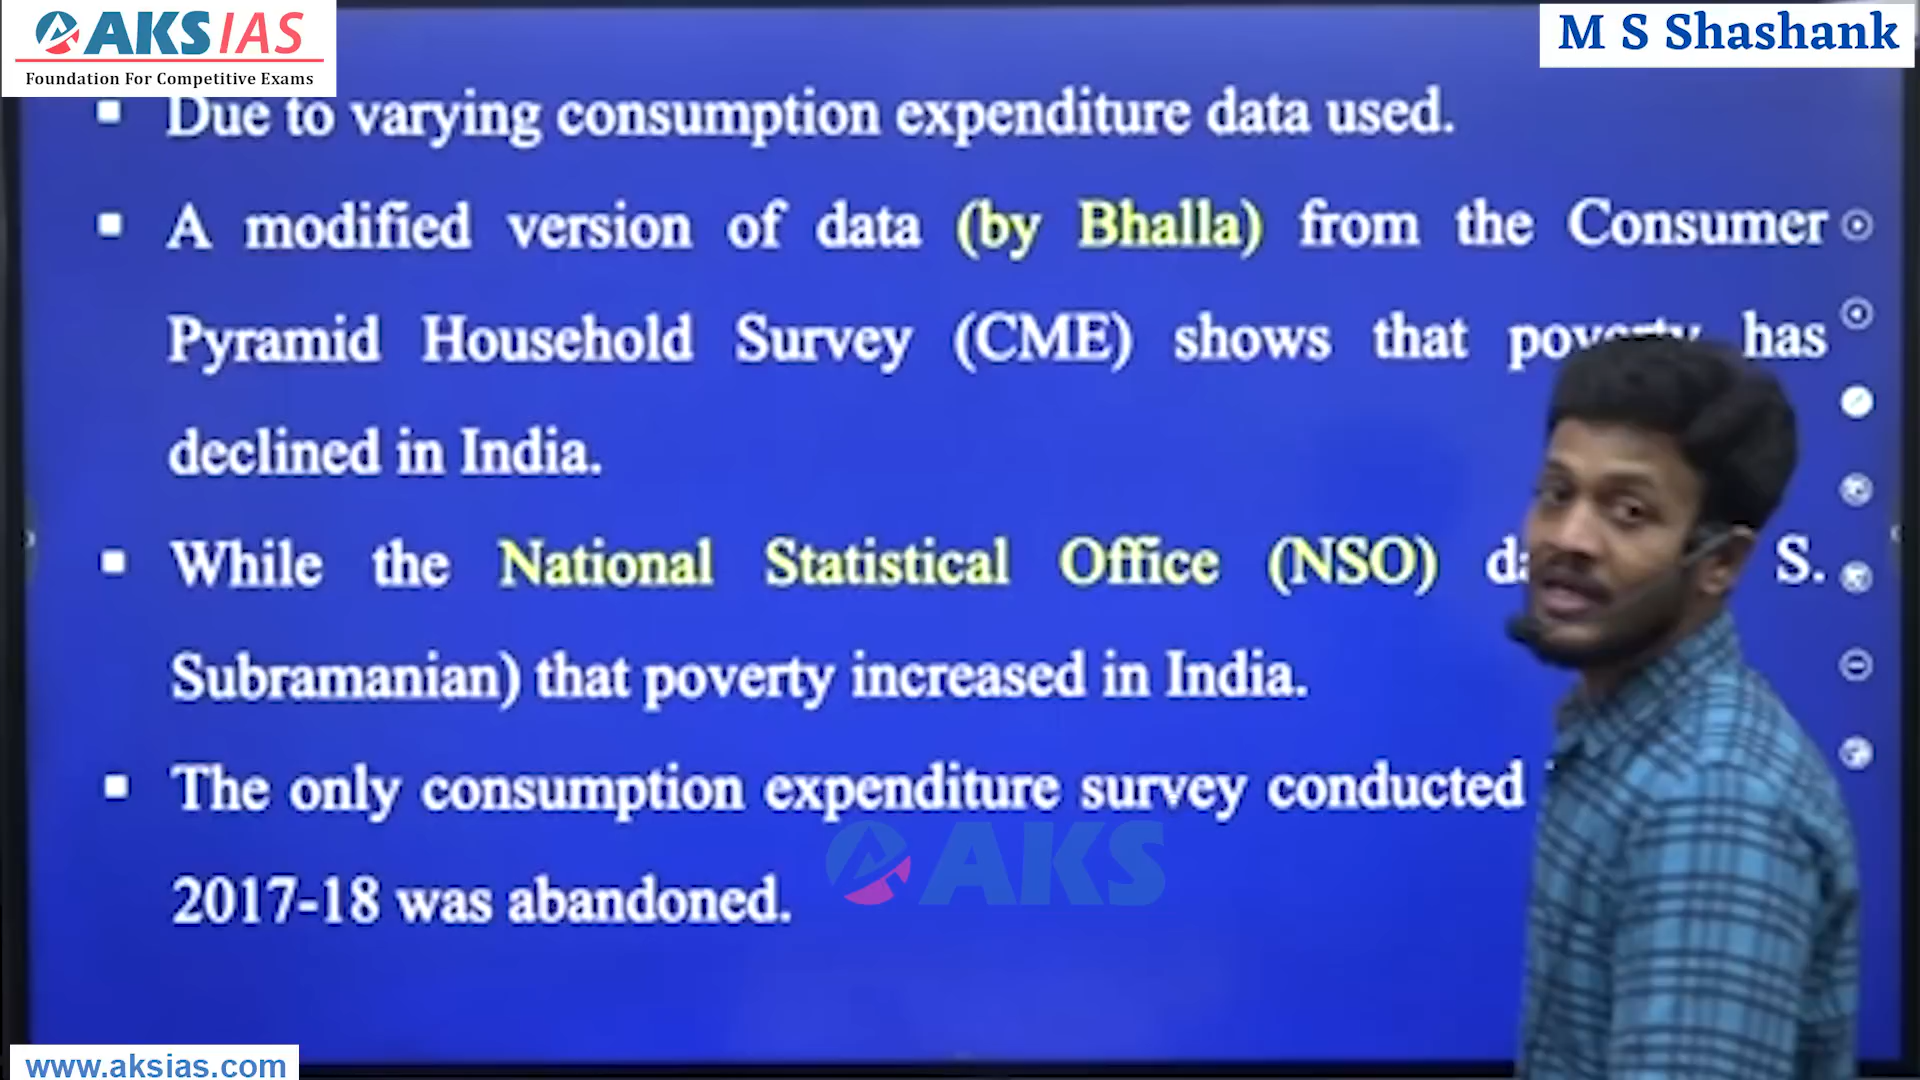 AKS IAS
Foundation For Competitive Exams
M S Shashank
Due to varying consumption expenditure data used.
A modified version of data (by Bhalla) from the Consumer
Pyramid Household Survey (CME) shows that poverty has
declined in India.
While the National Statistical Office (NSO) S.
Subramanian) that poverty increased in India.
The only consumption expenditure survey conducted
2017-18 was abandoned.
AKS
www.aksias.com